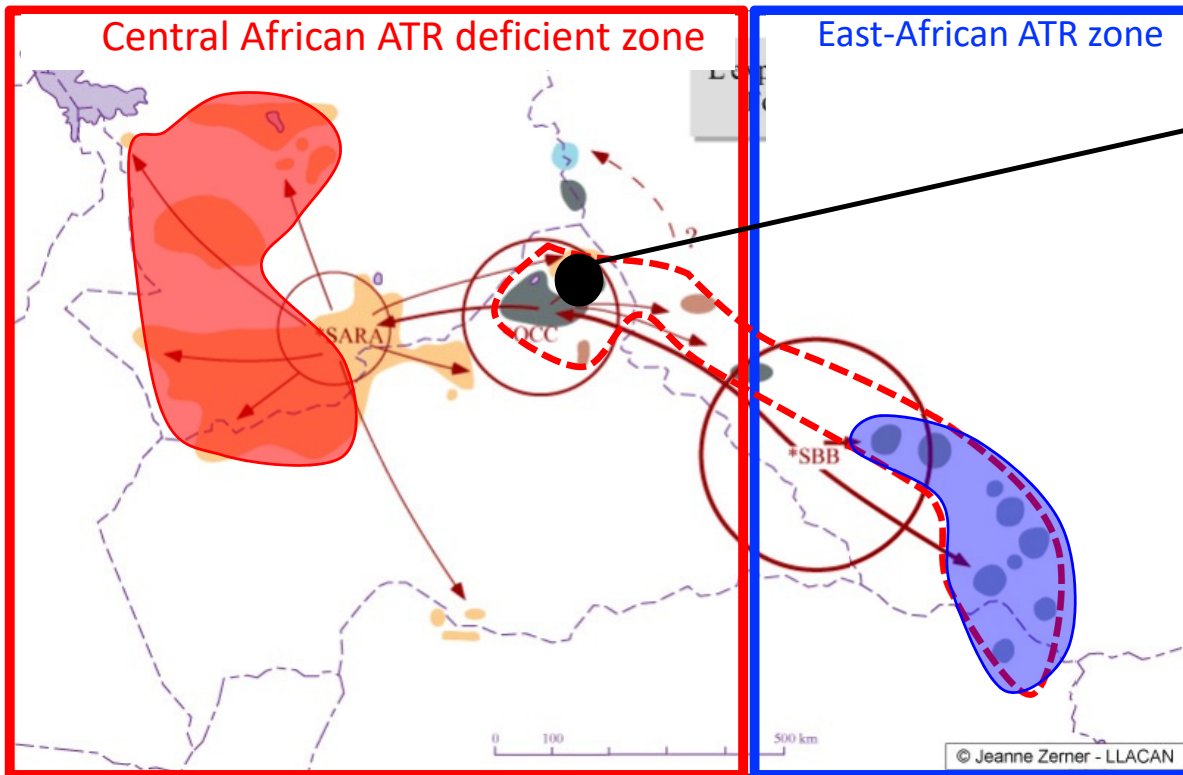 Central African ATR deficient zone
East-African ATR zone
?
*SARA
OCC
*SBB
0 100 500 km
© Jeanne Zerner - LLACAN